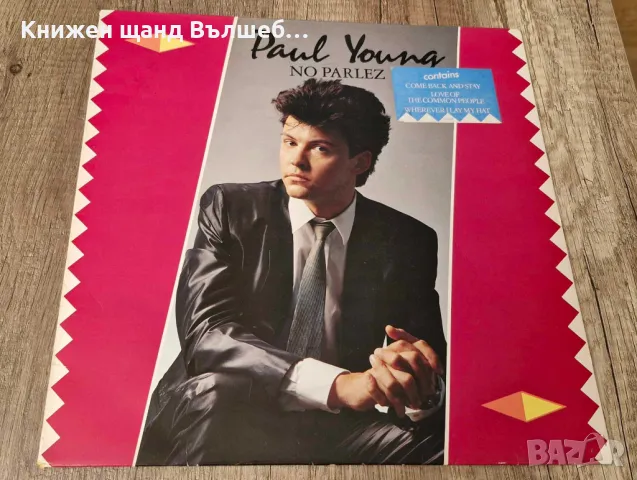 Книжен щанд Вълшеб...
Paul Young
NO PARLEZ
contains
COME BACK AND STAY
LOVE OF
THE COMMON PEOPLE
WHEREVER I LAY MY HAT
BAZAR